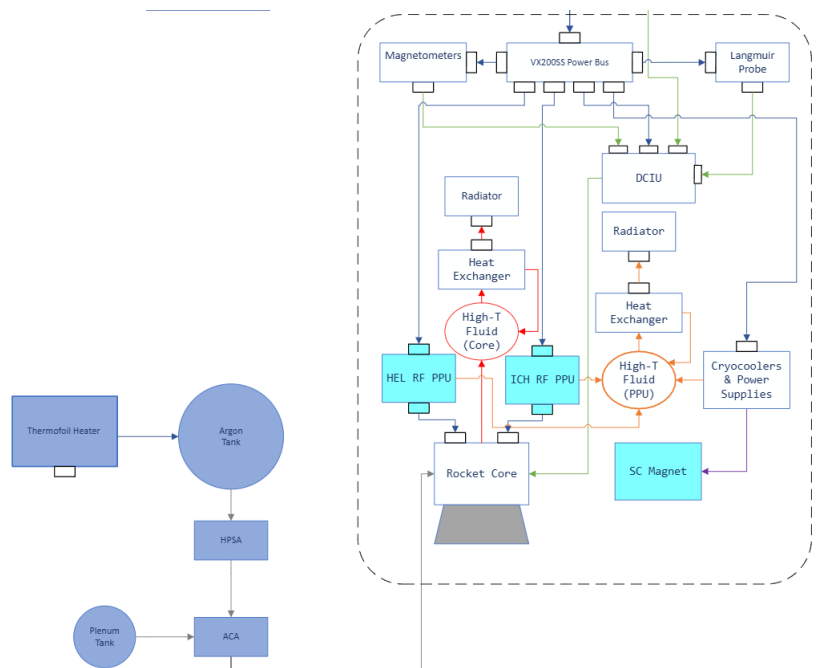 Magnetometers
VX200SS Power Bus
Langmuir
Probe
DCIU
Radiator
Radiator
Heat
Exchanger
Heat
Exchanger
High-T
Fluid
(Core)
HEL RF PPU
ICH RF PPU
High-T
Fluid
(PPU)
Cryocoolers
& Power
Supplies
Thermofoil Heater
Argon
Tank
Rocket Core
SC Magnet
HPSA
Plenum
Tank
ACA